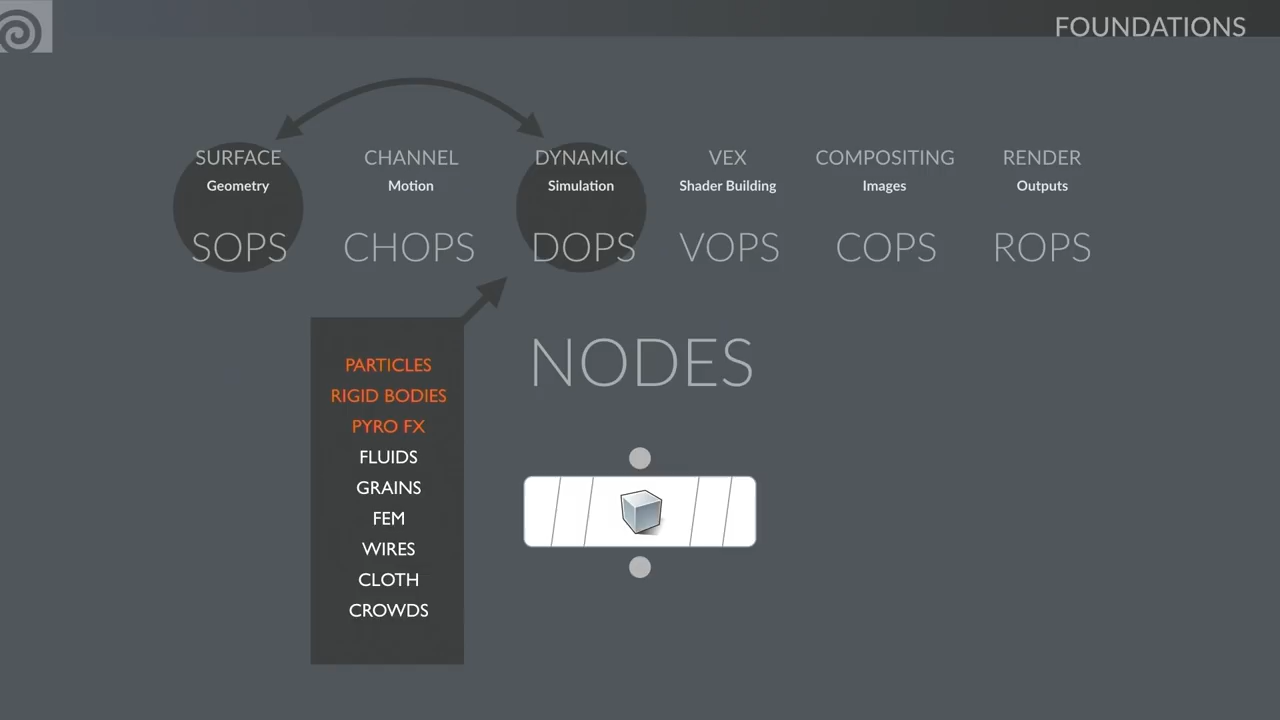 FOUNDATIONS
SURFACE
Geometry
SOPS
CHANNEL
Motion
CHOPS
DYNAMIC
Simulation
DOPS
VEX
Shader Building
VOPS
COMPOSITING
Images
COPS
RENDER
Outputs
ROPS
NODES
PARTICLES
RIGID BODIES
PYRO FX
FLUIDS
GRAINS
FEM
WIRES
CLOTH
CROWDS